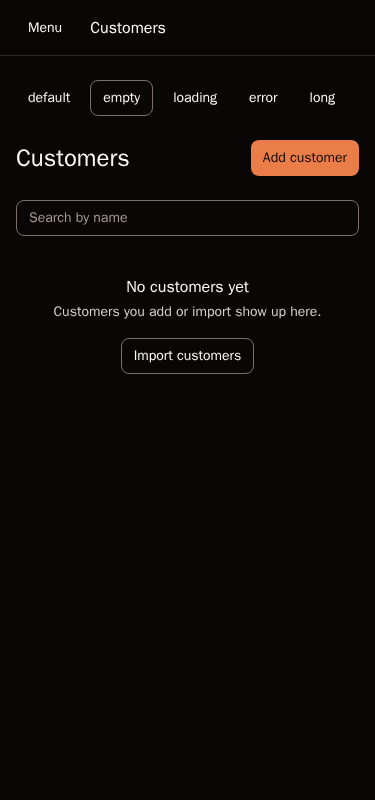 Menu Customers
default empty loading error long
Customers Add customer
Search by name
No customers yet
Customers you add or import show up here.
Import customers